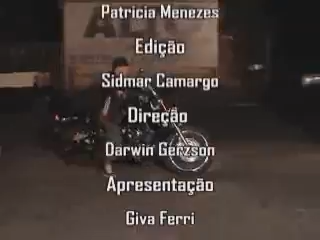 Patricia Menezes
Edição
Sidmar Camargo
Direção
Darwin Gerzson
Apresentação
Giva Ferri